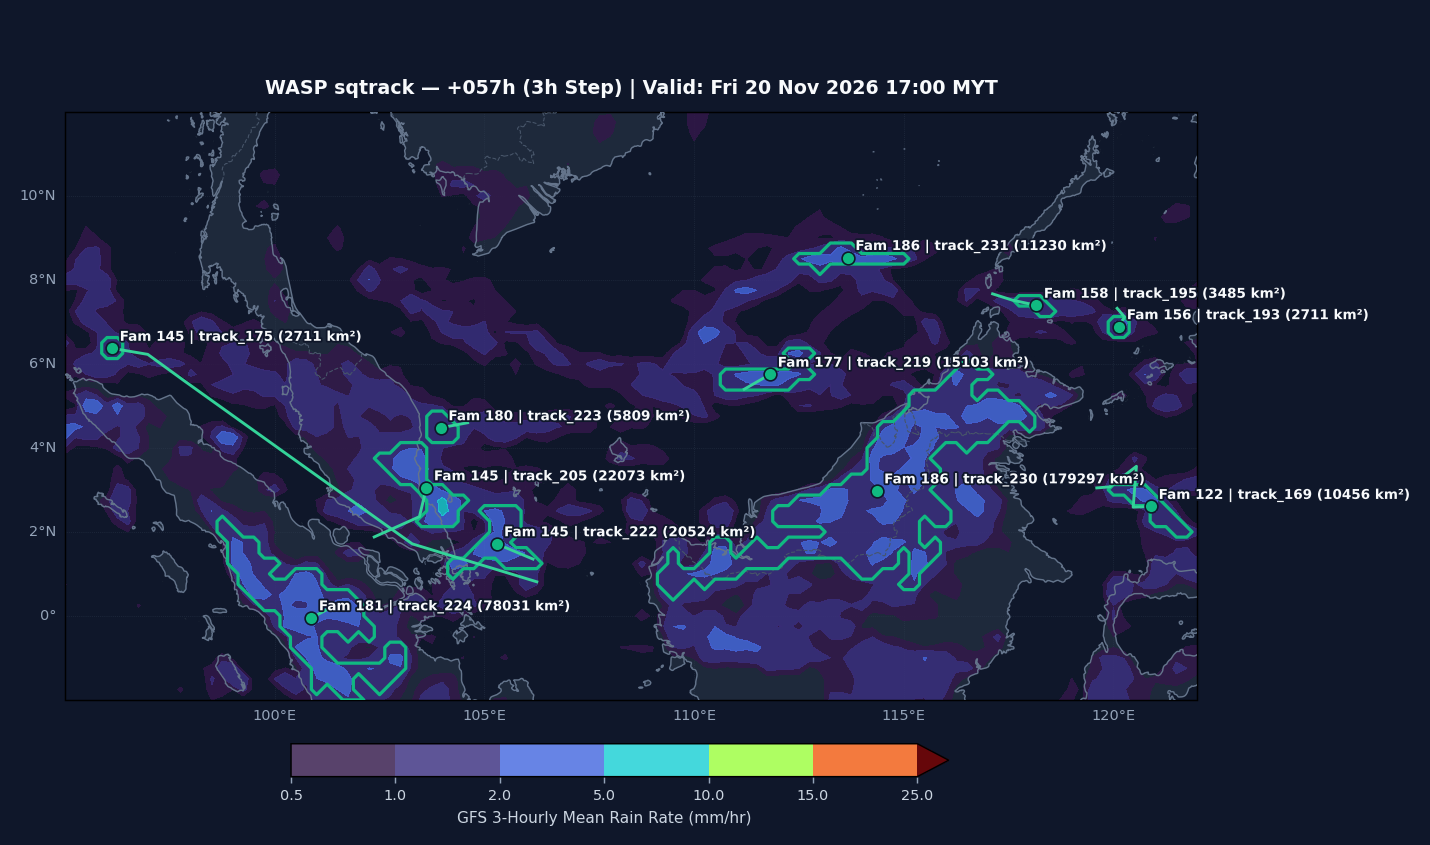 WASP sqtrack — +057h (3h Step) | Valid: Fri 20 Nov 2026 17:00 MYT
10°N
Fam 186 | track_231 (11230 km²)
8°N
Fam 158 | track_195 (3485 km²)
Fam 156 | track_193 (2711 km²)
Fam 145 | track_175 (2711 km²)
6°N
Fam 177 | track_219 (15103 km²)
Fam 180 | track_223 (5809 km²)
4°N
Fam 145 | track_205 (22073 km²)
Fam 186 | track_230 (179297 km²)
Fam 122 | track_169 (10456 km²)
2°N
Fam 145 | track_222 (20524 km²)
Fam 181 | track_224 (78031 km²)
0°
100°E 105°E 110°E 115°E 120°E
0.5 1.0 2.0 5.0 10.0 15.0 25.0
GFS 3-Hourly Mean Rain Rate (mm/hr)